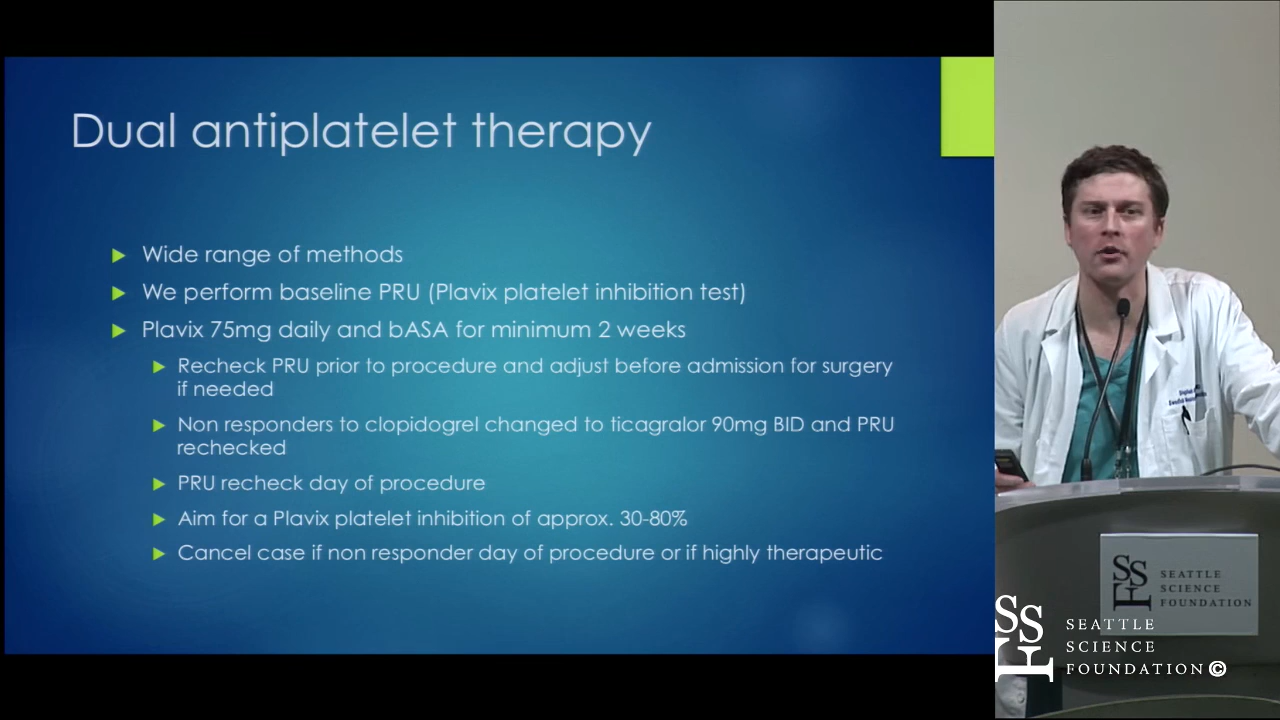 Dual antiplatelet therapy
Wide range of methods
We perform baseline PRU (Plavix platelet inhibition test)
Plavix 75mg daily and bASA for minimum 2 weeks
Recheck PRU prior to procedure and adjust before admission for surgery
if needed
Non responders to clopidogrel changed to ticagralor 90mg BID and PRU
rechecked
PRU recheck day of procedure
Aim for a Plavix platelet inhibition of approx. 30-80%
Cancel case if non responder day of procedure or if highly therapeutic
SSF
SEATTLE
SCIENCE
FOUNDATION
SSF
SEATTLE
SCIENCE
FOUNDATION©